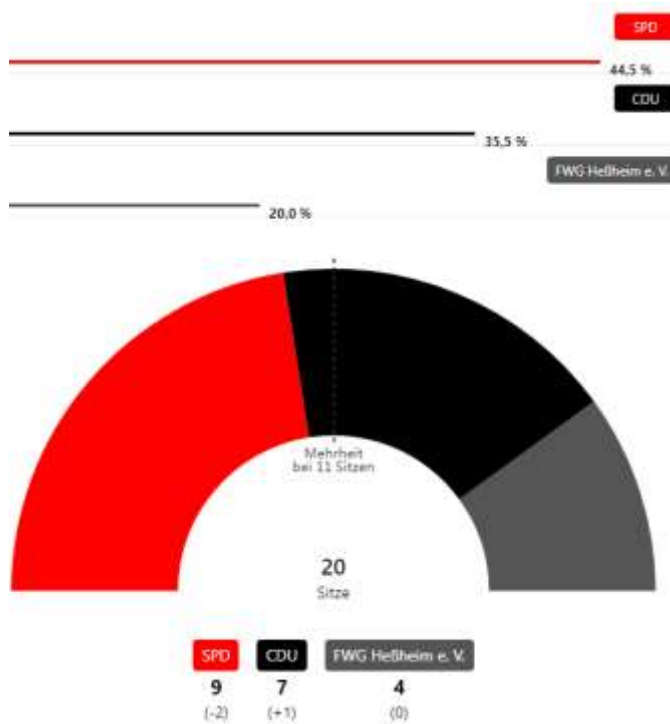 SPD
44,5 %
CDU
35,5 %
FWG Heßheim e. V.
20,0 %
Mehrheit
bei 11 Sitzen
20
Sitze
SPD CDU FWG Heßheim e. V.
9 7 4
(-2) (+1) (0)